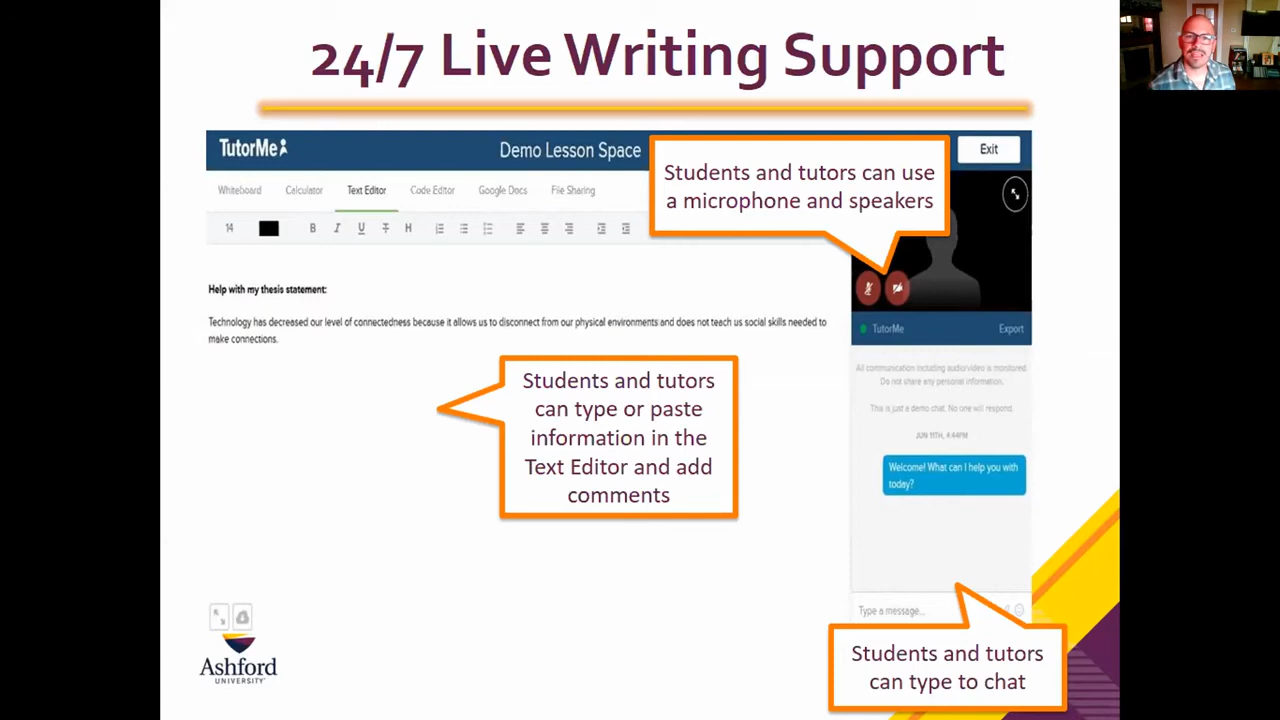 24/7 Live Writing Support
TutorMe
Demo Lesson Space
Exit
Students and tutors can use
a microphone and speakers
Whiteboard
Calculator
Text Editor
Code Editor
Google Docs
File Sharing
14
B I U T H
Help with my thesis statement:
Technology has decreased our level of connectedness because it allows us to disconnect from our physical environments and does not teach us social skills needed to
make connections.
TutorMe
Export
All communication including audio/video is monitored
Do not share any personal information.
This is just a demo chat. No one will respond.
JUN 11TH, 4:44PM
Welcome! What can I help you with
today?
Students and tutors
can type or paste
information in the
Text Editor and add
comments
Type a message...
Students and tutors
can type to chat
Ashford
UNIVERSITY